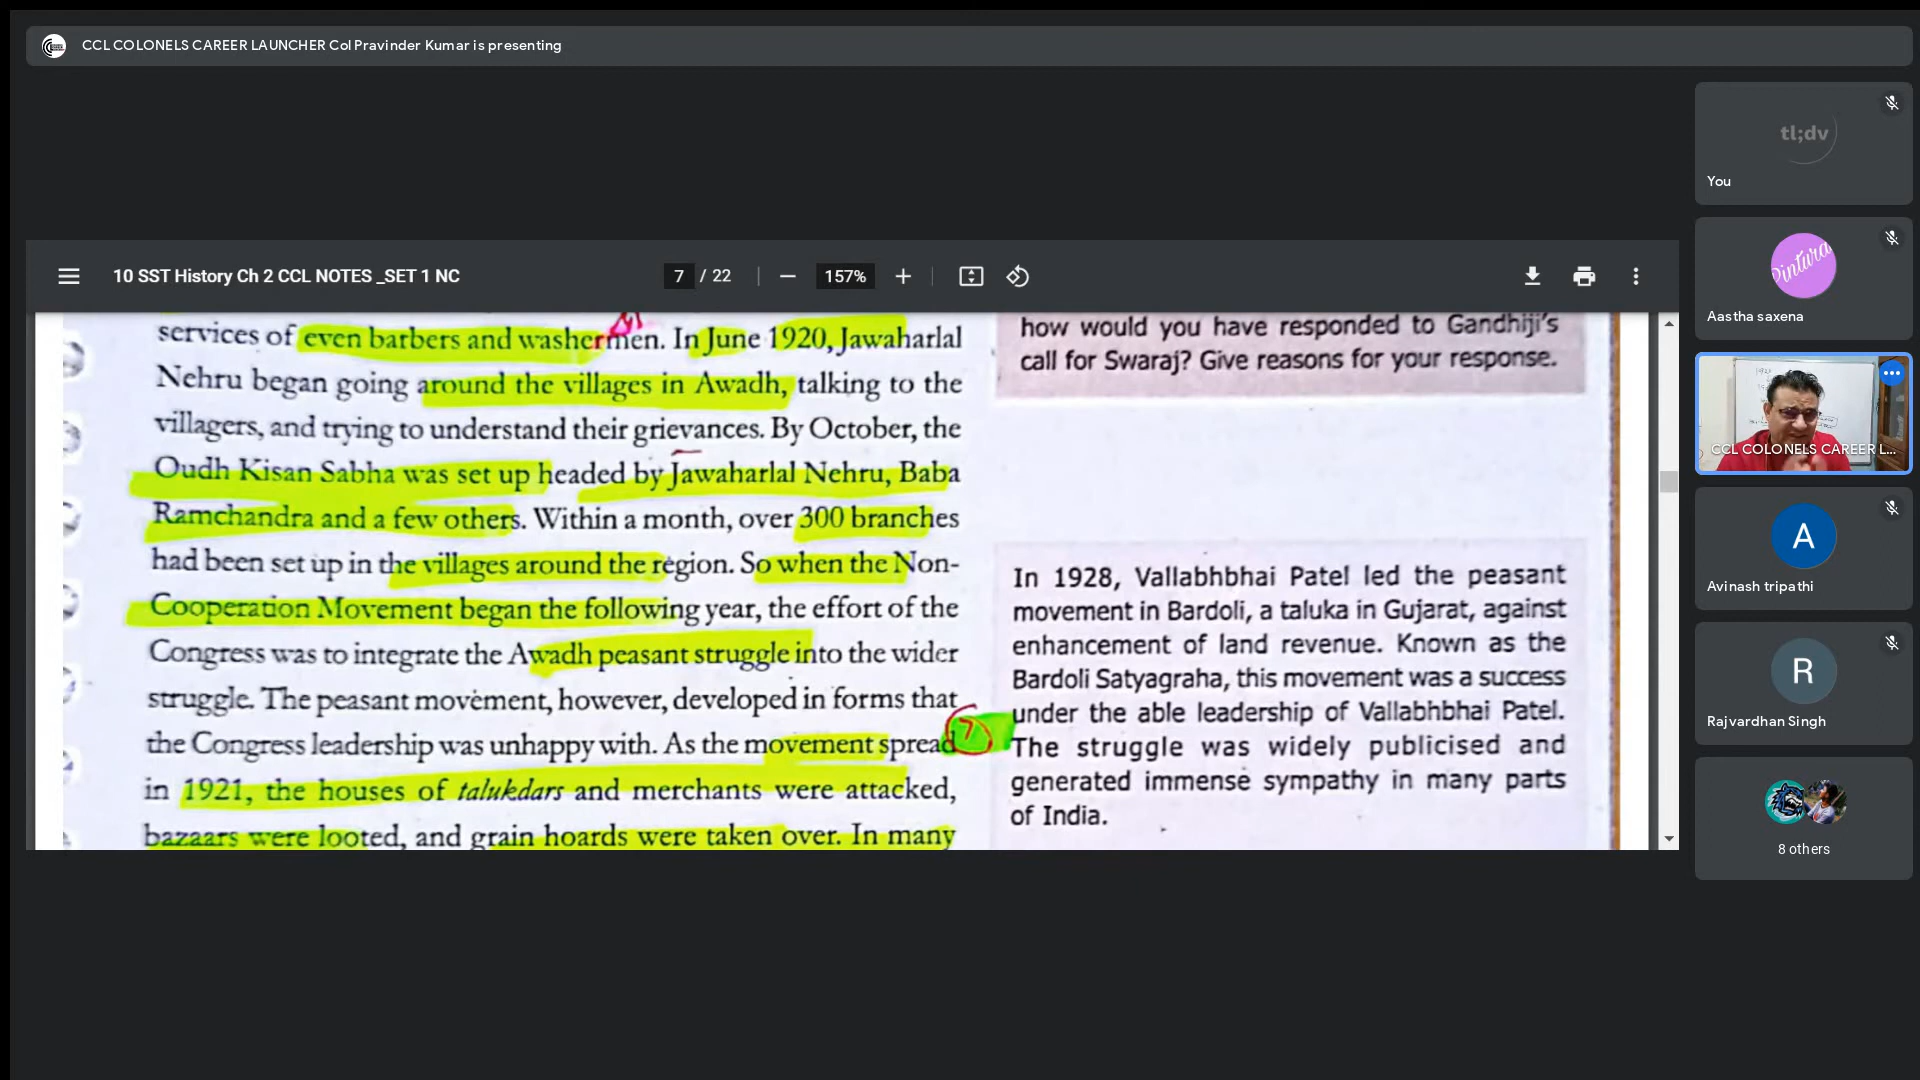 CCL COLONELS CAREER LAUNCHER Col Pravinder Kumar is presenting
10 SST History Ch 2 CCL NOTES _SET 1 NC
7 / 22
157%
services of even barbers and washermen. In June 1920, Jawaharlal
Nehru began going around the villages in Awadh, talking to the
villagers, and trying to understand their grievances. By October, the
Oudh Kisan Sabha was set up headed by Jawaharlal Nehru, Baba
Ramchandra and a few others. Within a month, over 300 branches
had been set up in the villages around the region. So when the Non-
Cooperation Movement began the following year, the effort of the
Congress was to integrate the Awadh peasant struggle into the wider
struggle. The peasant movement, however, developed in forms that
the Congress leadership was unhappy with. As the movement spread
in 1921, the houses of talukdars and merchants were attacked,
bazaars were looted, and grain hoards were taken over. In many
7
how would you have responded to Gandhiji's
call for Swaraj? Give reasons for your response.
In 1928, Vallabhbhai Patel led the peasant
movement in Bardoli, a taluka in Gujarat, against
enhancement of land revenue. Known as the
Bardoli Satyagraha, this movement was a success
under the able leadership of Vallabhbhai Patel.
The struggle was widely publicised and
generated immense sympathy in many parts
of India.
tl;dv
You
Pintura
Aastha saxena
CCL COLONELS CAREER L...
A
Avinash tripathi
R
Rajvardhan Singh
8 others